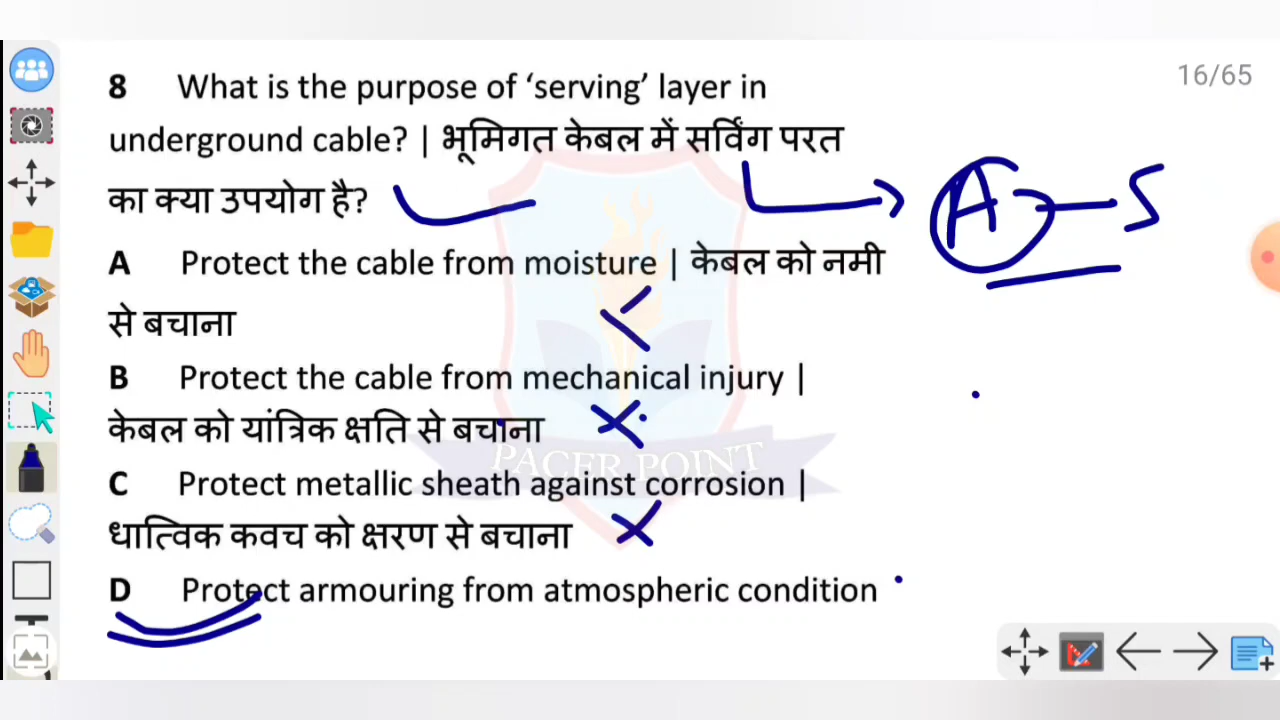 16/65
8 What is the purpose of ‘serving’ layer in
underground cable? | भूमिगत केबल में सर्विंग परत
का क्या उपयोग है?
A – S
A Protect the cable from moisture | केबल को नमी
से बचाना
B Protect the cable from mechanical injury |
केबल को यांत्रिक क्षति से बचाना
PACER POINT
C Protect metallic sheath against corrosion |
धात्विक कवच को क्षरण से बचाना
D Protect armouring from atmospheric condition